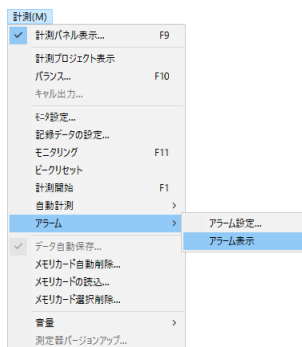 計測(M)
計測パネル表示... F9
計測プロジェクト表示
バランス... F10
キャル出力...
モニタ設定...
記録データの設定...
モニタリング F11
ピークリセット
計測開始 F1
自動計測
アラーム
アラーム設定...
アラーム表示
データ自動保存...
メモリカード自動削除...
メモリカードの読込...
メモリカード選択削除...
音量
測定器バージョンアップ...